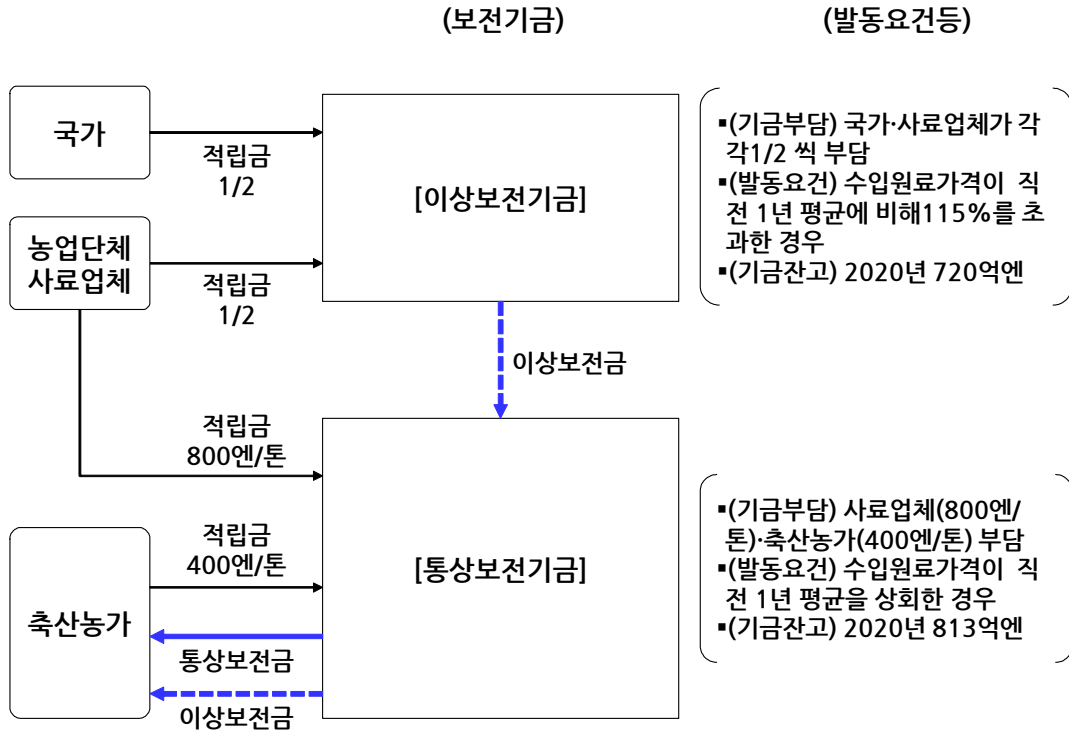 (보전기금)
(발동요건등)
국가
적립금
1/2
[이상보전기금]
▪(기금부담) 국가·사료업체가 각
각1/2 씩 부담
▪(발동요건) 수입원료가격이 직
전 1년 평균에 비해115%를 초
과한 경우
▪(기금잔고) 2020년 720억엔
농업단체
사료업체
적립금
1/2
이상보전금
적립금
800엔/톤
적립금
400엔/톤
축산농가
[통상보전기금]
▪(기금부담) 사료업체(800엔/
톤)·축산농가(400엔/톤) 부담
▪(발동요건) 수입원료가격이 직
전 1년 평균을 상회한 경우
▪(기금잔고) 2020년 813억엔
통상보전금
이상보전금